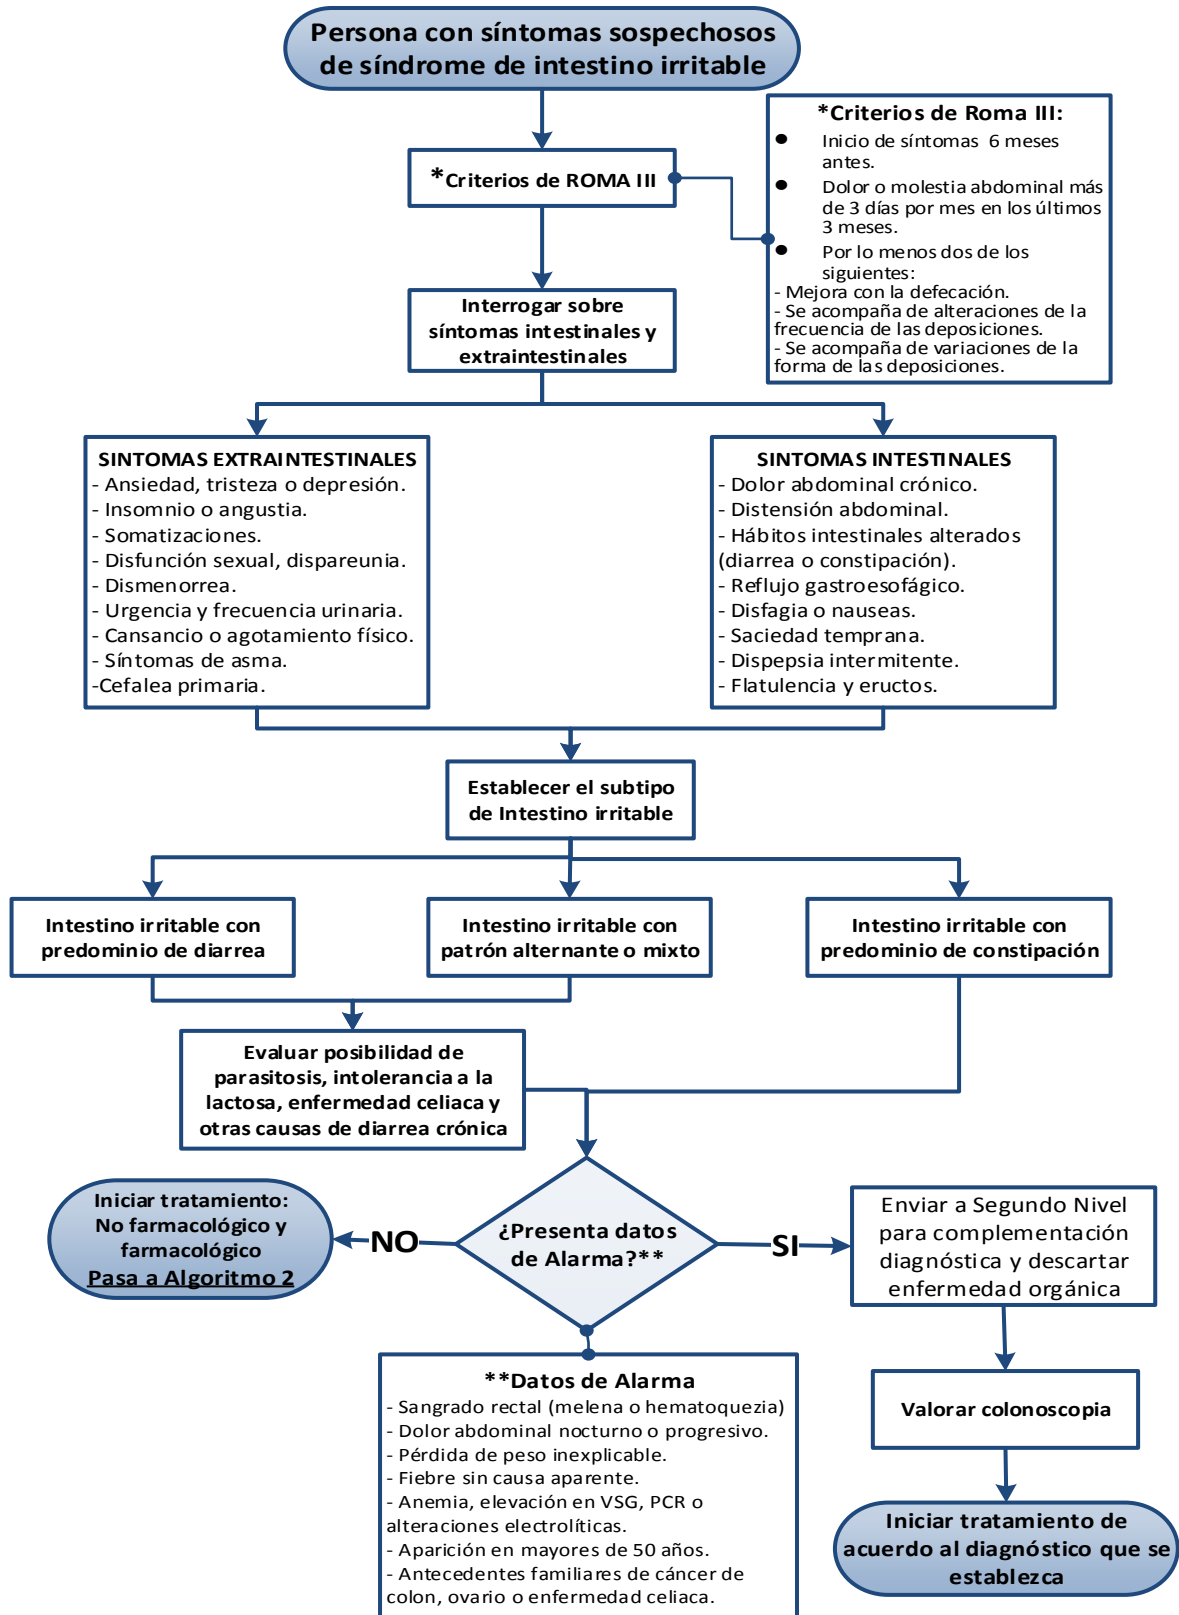 Persona con síntomas sospechosos
de síndrome de intestino irritable
*Criterios de ROMA III
*Criterios de Roma III:
● Inicio de síntomas 6 meses
antes.
● Dolor o molestia abdominal más
de 3 días por mes en los últimos
3 meses.
● Por lo menos dos de los
siguientes:
- Mejora con la defecación.
- Se acompaña de alteraciones de la
frecuencia de las deposiciones.
- Se acompaña de variaciones de la
forma de las deposiciones.
Interrogar sobre
síntomas intestinales y
extraintestinales
SINTOMAS EXTRAINTESTINALES
- Ansiedad, tristeza o depresión.
- Insomnio o angustia.
- Somatizaciones.
- Disfunción sexual, dispareunia.
- Dismenorrea.
- Urgencia y frecuencia urinaria.
- Cansancio o agotamiento físico.
- Síntomas de asma.
-Cefalea primaria.
SINTOMAS INTESTINALES
- Dolor abdominal crónico.
- Distensión abdominal.
- Hábitos intestinales alterados
(diarrea o constipación).
- Reflujo gastroesofágico.
- Disfagia o nauseas.
- Saciedad temprana.
- Dispepsia intermitente.
- Flatulencia y eructos.
Establecer el subtipo
de Intestino irritable
Intestino irritable con
predominio de diarrea
Intestino irritable con
patrón alternante o mixto
Intestino irritable con
predominio de constipación
Evaluar posibilidad de
parasitosis, intolerancia a la
lactosa, enfermedad celiaca y
otras causas de diarrea crónica
¿Presenta datos
de Alarma?**
NO
Iniciar tratamiento:
No farmacológico y
farmacológico
Pasa a Algoritmo 2
SI
Enviar a Segundo Nivel
para complementación
diagnóstica y descartar
enfermedad orgánica
Valorar colonoscopia
Iniciar tratamiento de
acuerdo al diagnóstico que se
establezca
**Datos de Alarma
- Sangrado rectal (melena o hematoquezia)
- Dolor abdominal nocturno o progresivo.
- Pérdida de peso inexplicable.
- Fiebre sin causa aparente.
- Anemia, elevación en VSG, PCR o
alteraciones electrolíticas.
- Aparición en mayores de 50 años.
- Antecedentes familiares de cáncer de
colon, ovario o enfermedad celiaca.